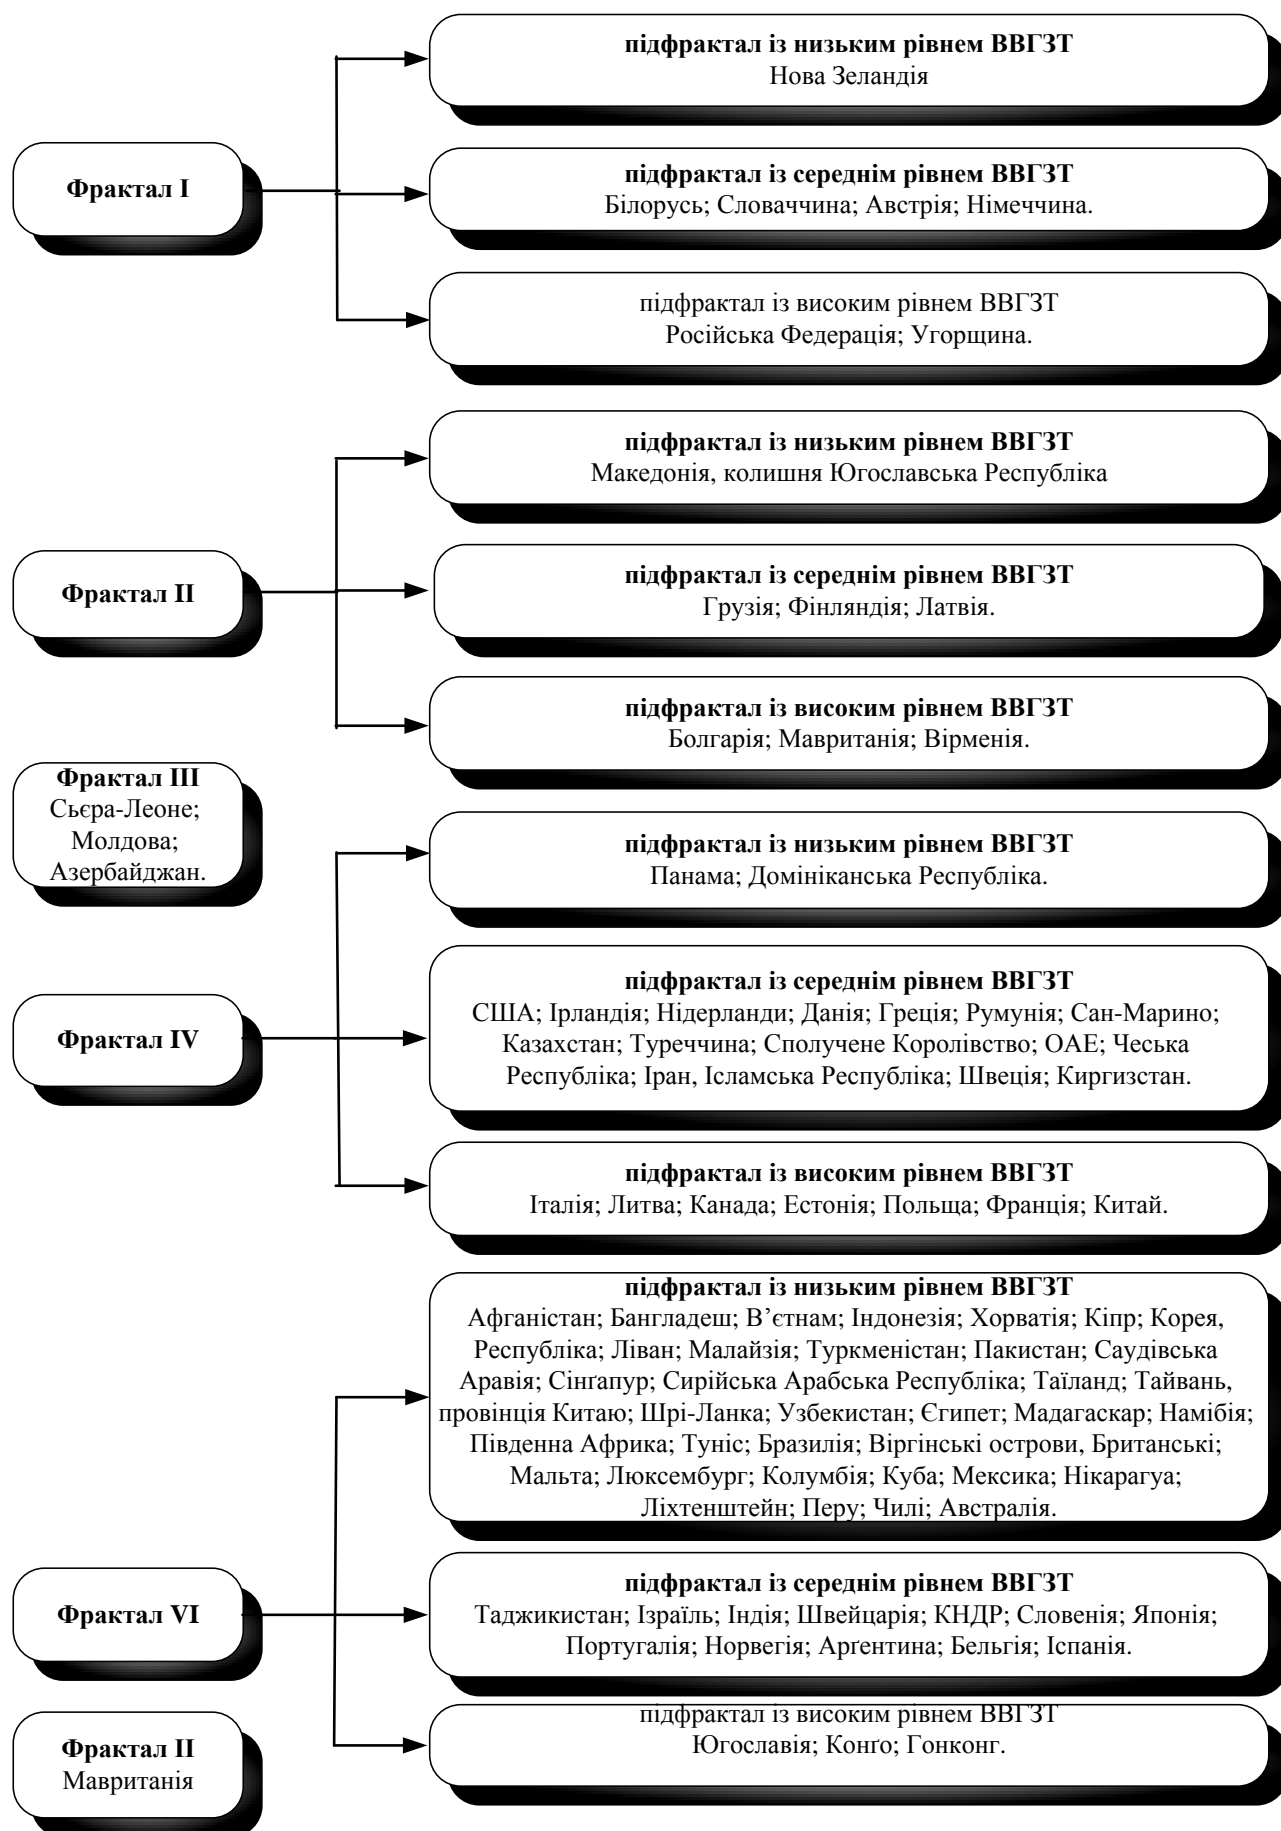 підфрактал із низьким рівнем ВВГЗТ
Нова Зеландія
Фрактал I
підфрактал із середнім рівнем ВВГЗТ
Білорусь; Словаччина; Австрія; Німеччина.
підфрактал із високим рівнем ВВГЗТ
Російська Федерація; Угорщина.
підфрактал із низьким рівнем ВВГЗТ
Македонія, колишня Югославська Республіка
Фрактал II
підфрактал із середнім рівнем ВВГЗТ
Грузія; Фінляндія; Латвія.
підфрактал із високим рівнем ВВГЗТ
Болгарія; Мавританія; Вірменія.
Фрактал III
Сьєра-Леоне;
Молдова;
Азербайджан.
підфрактал із низьким рівнем ВВГЗТ
Панама; Домініканська Республіка.
Фрактал IV
підфрактал із середнім рівнем ВВГЗТ
США; Ірландія; Нідерланди; Данія; Греція; Румунія; Сан-Марино;
Казахстан; Туреччина; Сполучене Королівство; ОАЕ; Чеська
Республіка; Іран, Ісламська Республіка; Швеція; Киргизстан.
підфрактал із високим рівнем ВВГЗТ
Італія; Литва; Канада; Естонія; Польща; Франція; Китай.
підфрактал із низьким рівнем ВВГЗТ
Афганістан; Бангладеш; В’єтнам; Індонезія; Хорватія; Кіпр; Корея,
Республіка; Ліван; Малайзія; Туркменістан; Пакистан; Саудівська
Аравія; Сінґапур; Сирійська Арабська Республіка; Таїланд; Тайвань,
провінція Китаю; Шрі-Ланка; Узбекистан; Єгипет; Мадагаскар; Намібія;
Південна Африка; Туніс; Бразилія; Віргінські острови, Британські;
Мальта; Люксембург; Колумбія; Куба; Мексика; Нікарагуа;
Ліхтенштейн; Перу; Чилі; Австралія.
Фрактал VI
підфрактал із середнім рівнем ВВГЗТ
Таджикистан; Ізраїль; Індія; Швейцарія; КНДР; Словенія; Японія;
Португалія; Норвегія; Арґентина; Бельгія; Іспанія.
підфрактал із високим рівнем ВВГЗТ
Югославія; Конґо; Гонконг.
Фрактал II
Мавританія